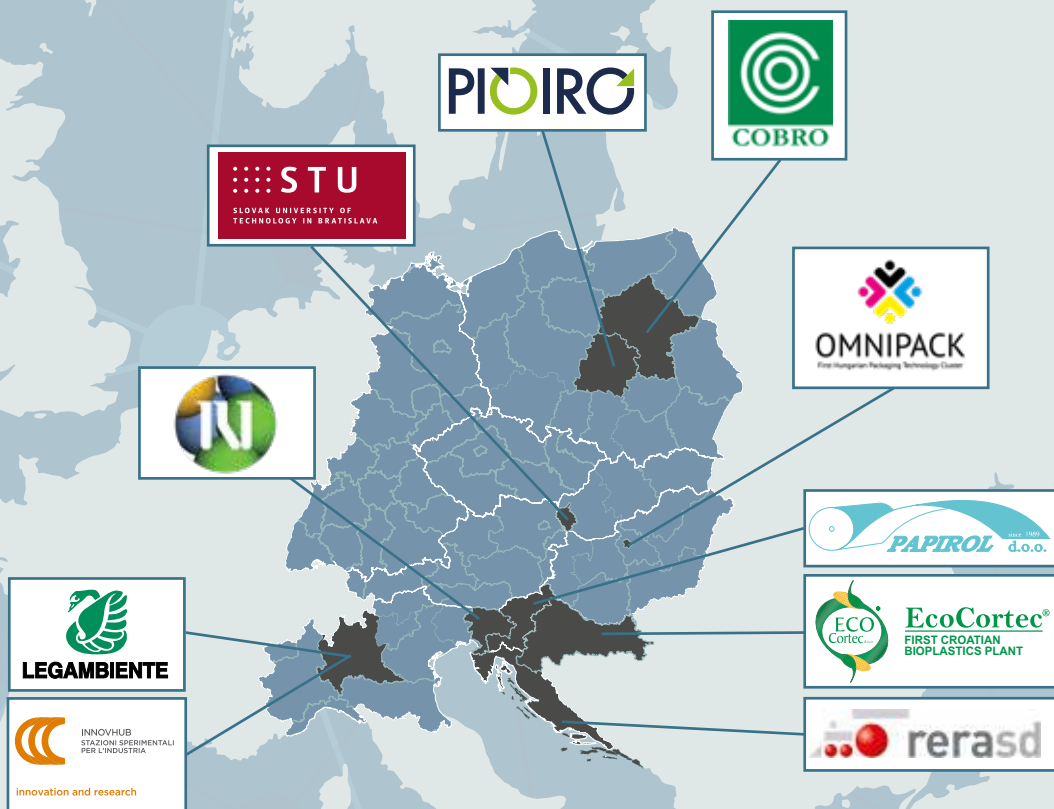 PIOIRO
COBRO
STU
SLOVAK UNIVERSITY OF
TECHNOLOGY IN BRATISLAVA
OMNIPACK
First Hungarian Packaging Technology Cluster
PAPIROL
since 1989
d.o.o.
LEGAMBIENTE
ECO
Cortec
EcoCortec®
FIRST CROATIAN
BIOPLASTICS PLANT
INNOVHUB
STAZIONI SPERIMENTALI
PER L'INDUSTRIA
innovation and research
rerasd